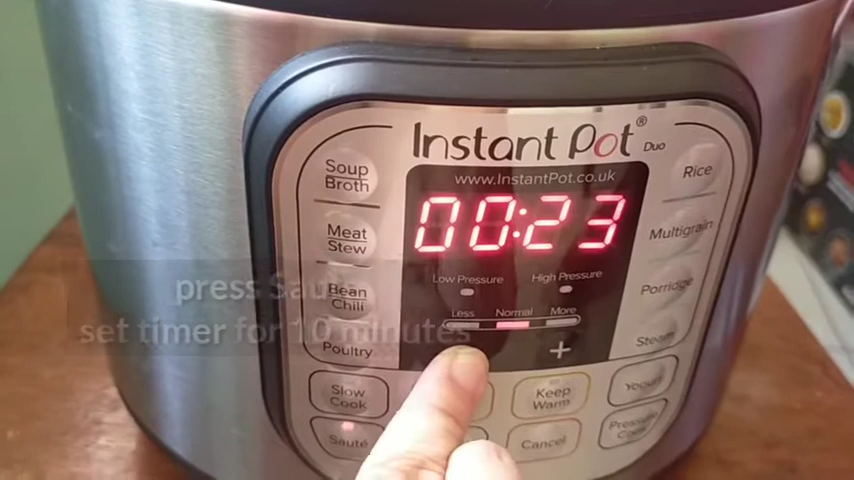 Instant Pot® Duo
www.InstantPot.co.uk
00:23
Low Pressure
High Pressure
Less
Normal
More
+
Soup
Broth
Meat
Stew
Bean
Chili
Poultry
Slow
Cook
Sauté
Rice
Multigrain
Porridge
Steam
Keep
Warm
Yogurt
Cancel
Pressure
Cook
press Sauté
set timer for 10 minutes